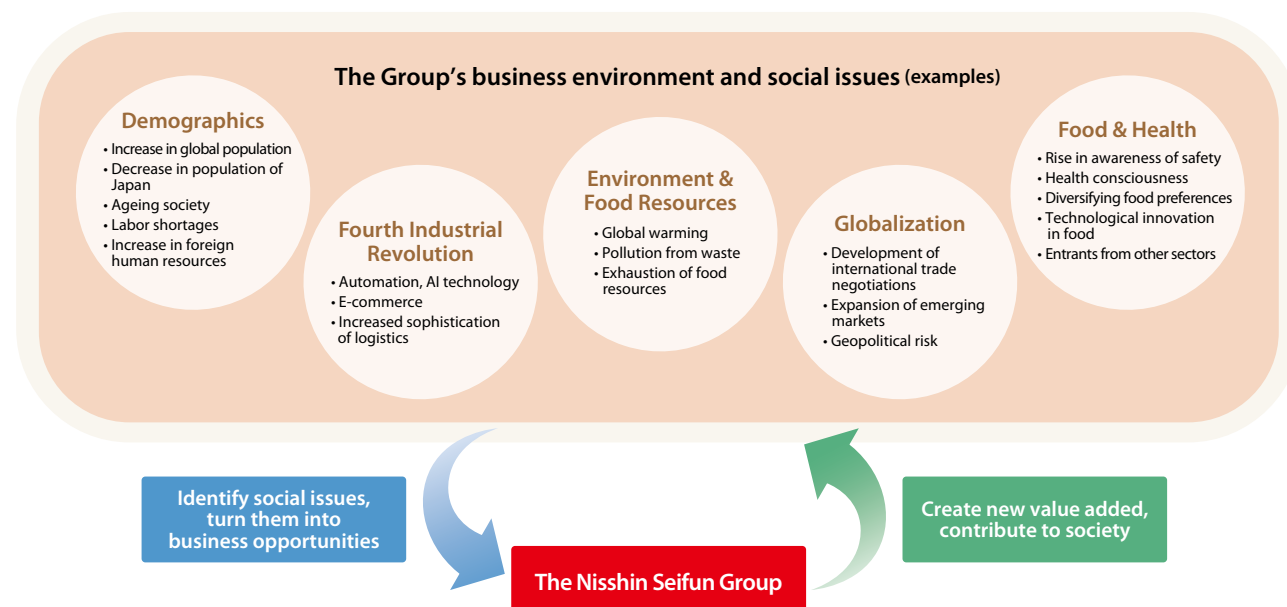 The Group’s business environment and social issues (examples)
Demographics
• Increase in global population
• Decrease in population of
Japan
• Ageing society
• Labor shortages
• Increase in foreign
human resources
Fourth Industrial
Revolution
• Automation, AI technology
• E-commerce
• Increased sophistication
of logistics
Environment &
Food Resources
• Global warming
• Pollution from waste
• Exhaustion of food
resources
Globalization
• Development of
international trade
negotiations
• Expansion of emerging
markets
• Geopolitical risk
Food & Health
• Rise in awareness of safety
• Health consciousness
• Diversifying food preferences
• Technological innovation
in food
• Entrants from other sectors
Identify social issues,
turn them into
business opportunities
The Nisshin Seifun Group
Create new value added,
contribute to society